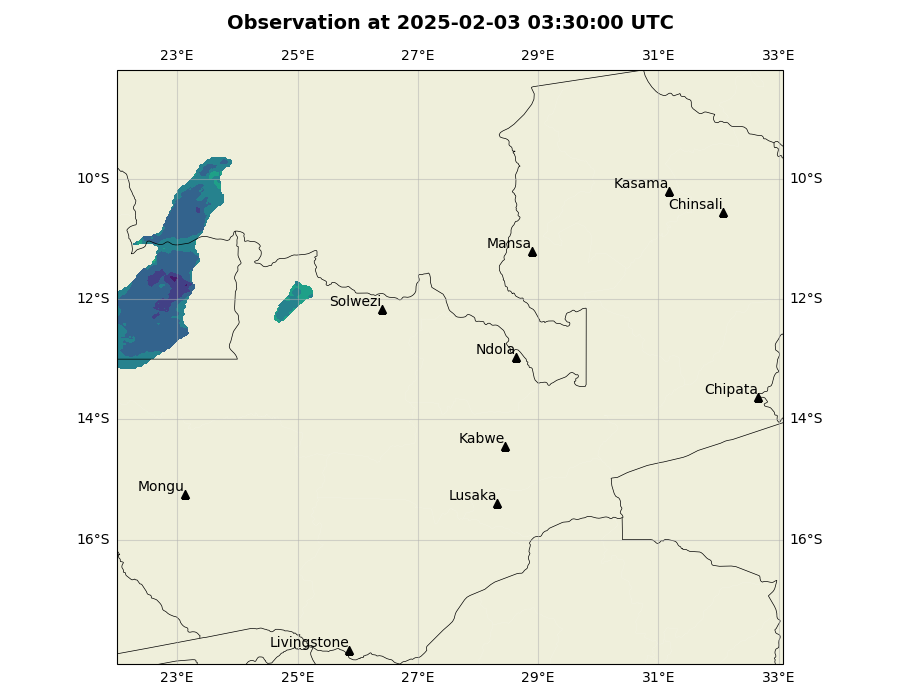 Observation at 2025-02-03 03:30:00 UTC
23°E 25°E 27°E 29°E 31°E 33°E
10°S 10°S
Kasama
Chinsali
Mansa
12°S 12°S
Solwezi
Ndola
Chipata
14°S 14°S
Kabwe
Mongu
Lusaka
16°S 16°S
Livingstone
23°E 25°E 27°E 29°E 31°E 33°E